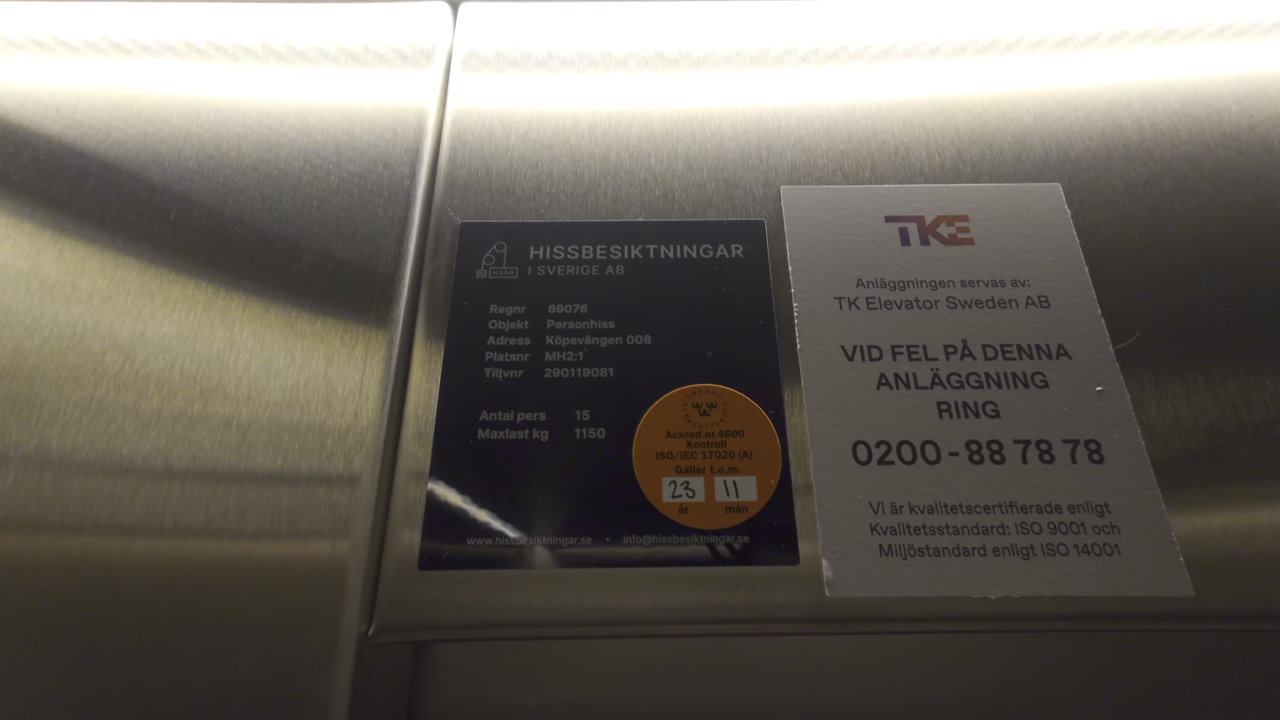 HISSBESIKTNINGAR
I SVERIGE AB
HSAB
Regnr 69076
Objekt Personhiss
Adress Köpsvängen 008
Platsnr MH2:1
Tillvnr 290119081
Antal pers 15
Maxlast kg 1150
SWEDAC
ACKREDITERING
Ackred.nr.4600
Kontroll
ISO/IEC 17020 (A)
Gäller t.o.m.
23 11
år mån
www.hissbesiktningar.se • info@hissbesiktningar.se
TKE
Anläggningen servas av:
TK Elevator Sweden AB
VID FEL PÅ DENNA
ANLÄGGNING
RING
0200-88 78 78
Vi är kvalitetscertifierade enligt
Kvalitetsstandard: ISO 9001 och
Miljöstandard enligt ISO 14001